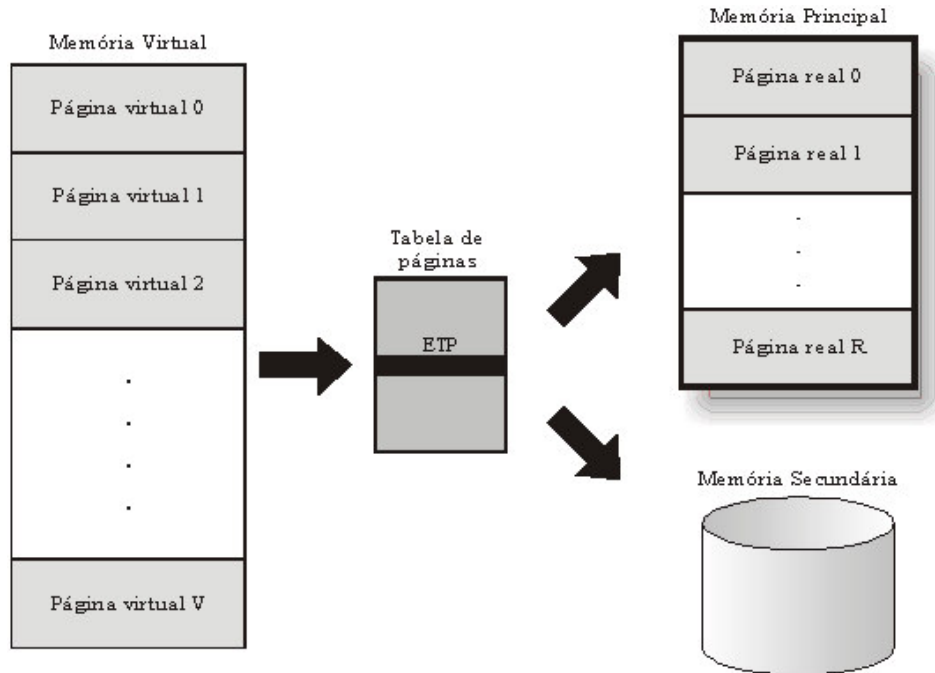 Memória Virtual
Página virtual 0
Página virtual 1
Página virtual 2
Página virtual V
Tabela de
páginas
ETP
Memória Principal
Página real 0
Página real 1
Página real R
Memória Secundária